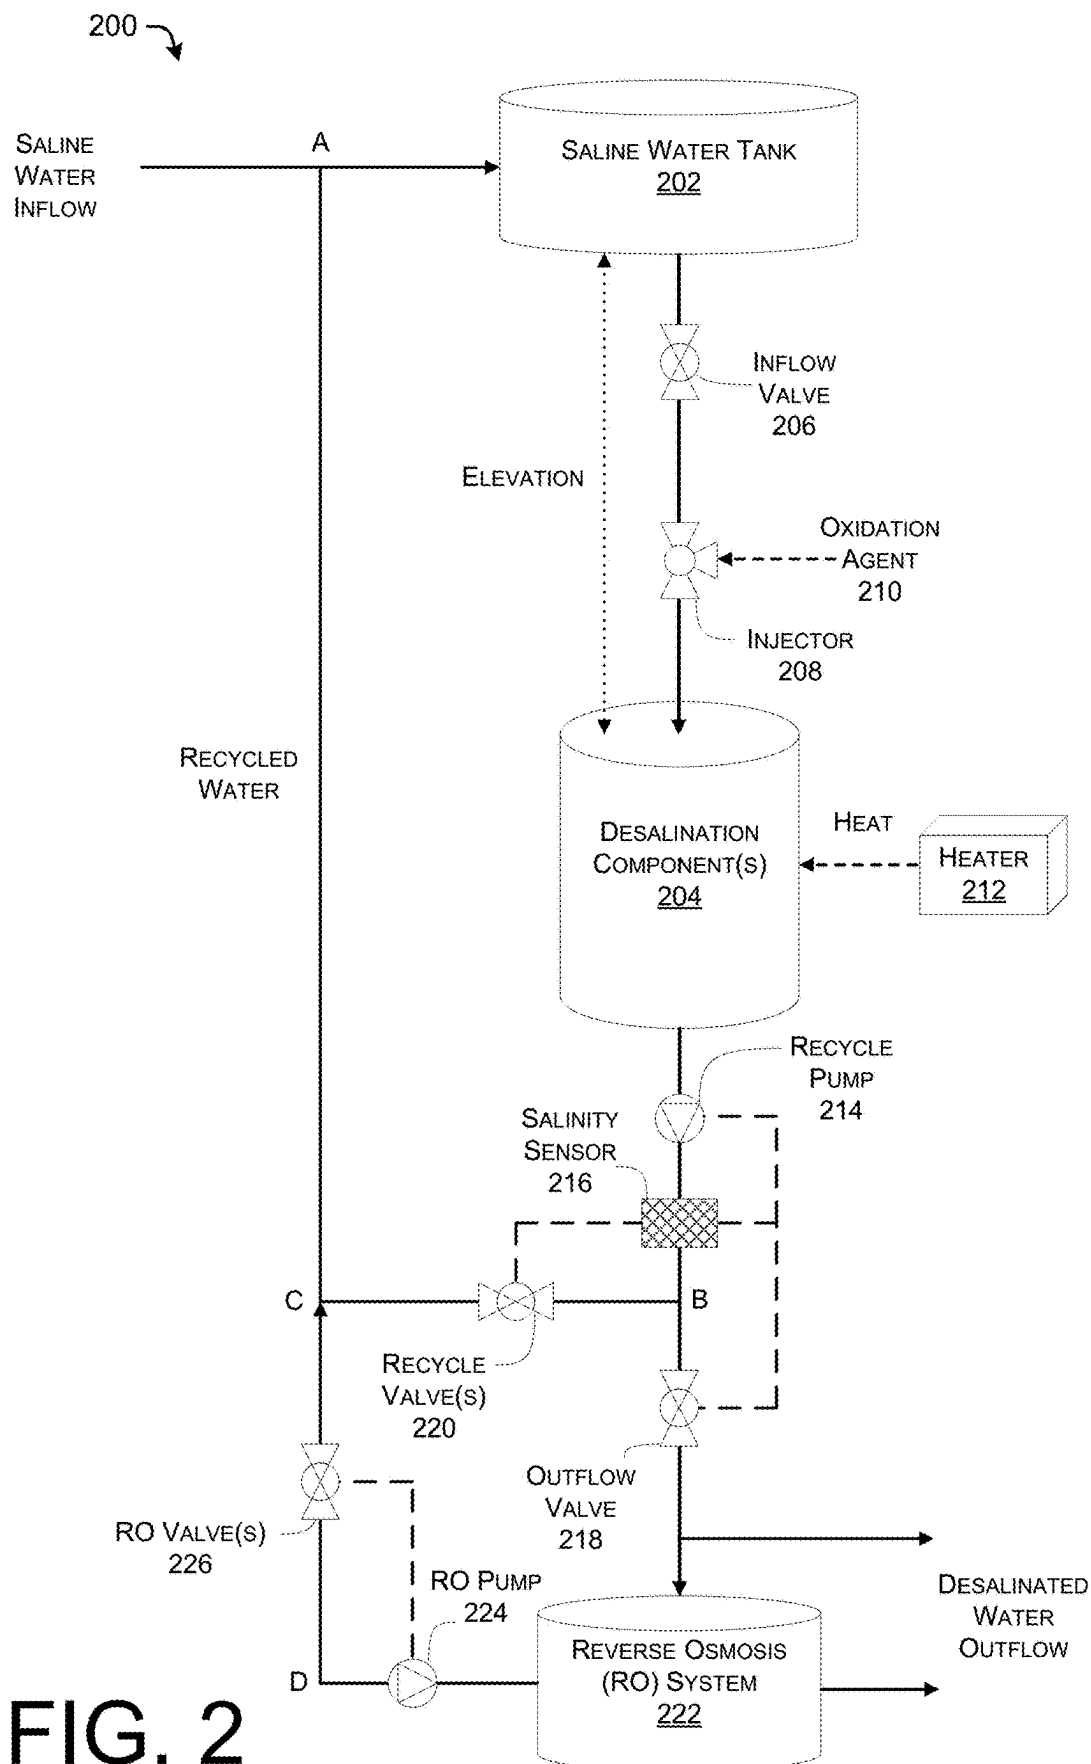 200
SALINE
WATER
INFLOW
A
SALINE WATER TANK
202
INFLOW
VALVE
206
ELEVATION
OXIDATION
AGENT
210
INJECTOR
208
RECYCLED
WATER
DESALINATION
COMPONENT(S)
204
HEAT
HEATER
212
RECYCLE
PUMP
214
SALINITY
SENSOR
216
C
B
RECYCLE
VALVE(S)
220
OUTFLOW
VALVE
218
RO VALVE(S)
226
RO PUMP
224
DESALINATED
WATER
OUTFLOW
D
REVERSE OSMOSIS
(RO) SYSTEM
222
FIG. 2